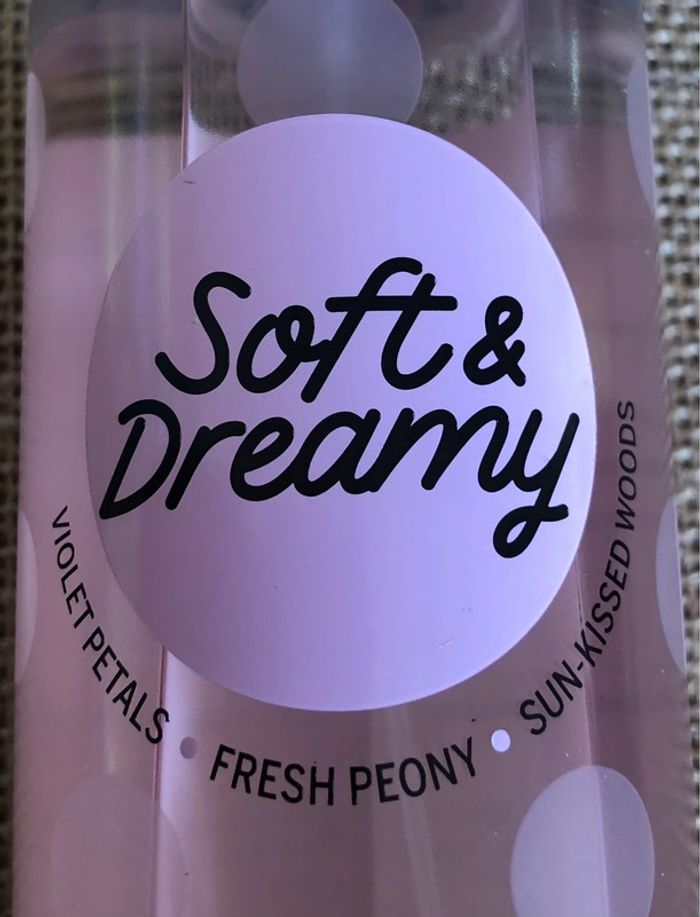 Soft &
Dreamy
VIOLET PETALS • FRESH PEONY • SUN-KISSED WOODS